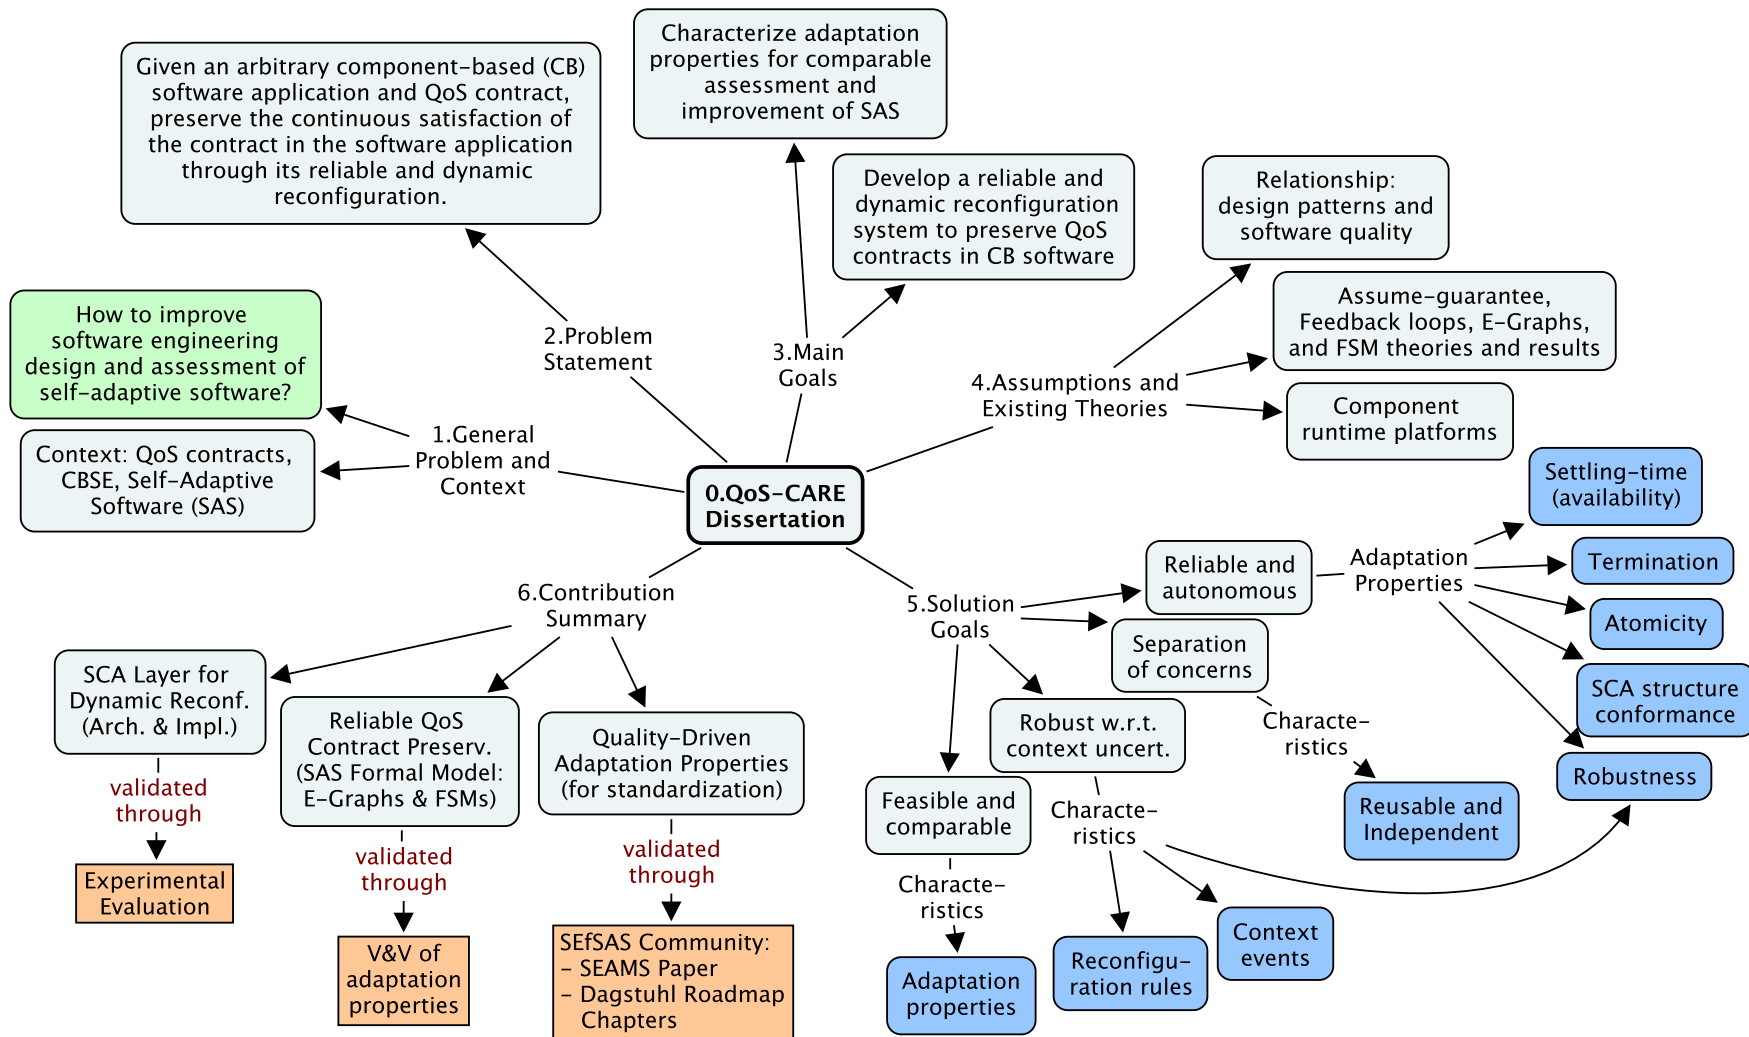 Given an arbitrary component-based (CB)
software application and QoS contract,
preserve the continuous satisfaction of
the contract in the software application
through its reliable and dynamic
reconfiguration.
Characterize adaptation
properties for comparable
assessment and
improvement of SAS
Develop a reliable and
dynamic reconfiguration
system to preserve QoS
contracts in CB software
Relationship:
design patterns and
software quality
Assume-guarantee,
Feedback loops, E-Graphs,
and FSM theories and results
Component
runtime platforms
How to improve
software engineering
design and assessment of
self-adaptive software?
Context: QoS contracts,
CBSE, Self-Adaptive
Software (SAS)
2.Problem
Statement
3.Main
Goals
4.Assumptions and
Existing Theories
1.General
Problem and
Context
0.QoS-CARE
Dissertation
6.Contribution
Summary
5.Solution
Goals
Reliable and
autonomous
Adaptation
Properties
Settling-time
(availability)
Termination
Atomicity
SCA structure
conformance
Robustness
Separation
of concerns
Characte-
ristics
Reusable and
Independent
Robust w.r.t.
context uncert.
Characte-
ristics
Reconfigu-
ration rules
Context
events
Feasible and
comparable
Characte-
ristics
Adaptation
properties
SCA Layer for
Dynamic Reconf.
(Arch. & Impl.)
validated
through
Experimental
Evaluation
Reliable QoS
Contract Preserv.
(SAS Formal Model:
E-Graphs & FSMs)
validated
through
V&V of
adaptation
properties
Quality-Driven
Adaptation Properties
(for standardization)
validated
through
SEfSAS Community:
- SEAMS Paper
- Dagstuhl Roadmap
Chapters